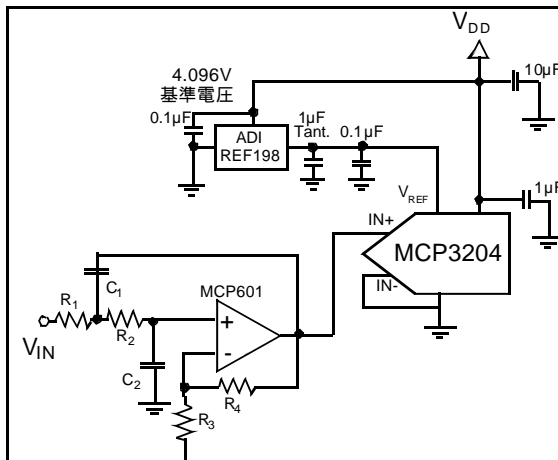 V_DD
10µF
4.096V
基準電圧
0.1µF
ADI
REF198
1µF
Tant.
0.1µF
V_REF
1µF
IN+
MCP3204
IN-
MCP601
C_1
R_1
R_2
V_IN
+
-
C_2
R_4
R_3